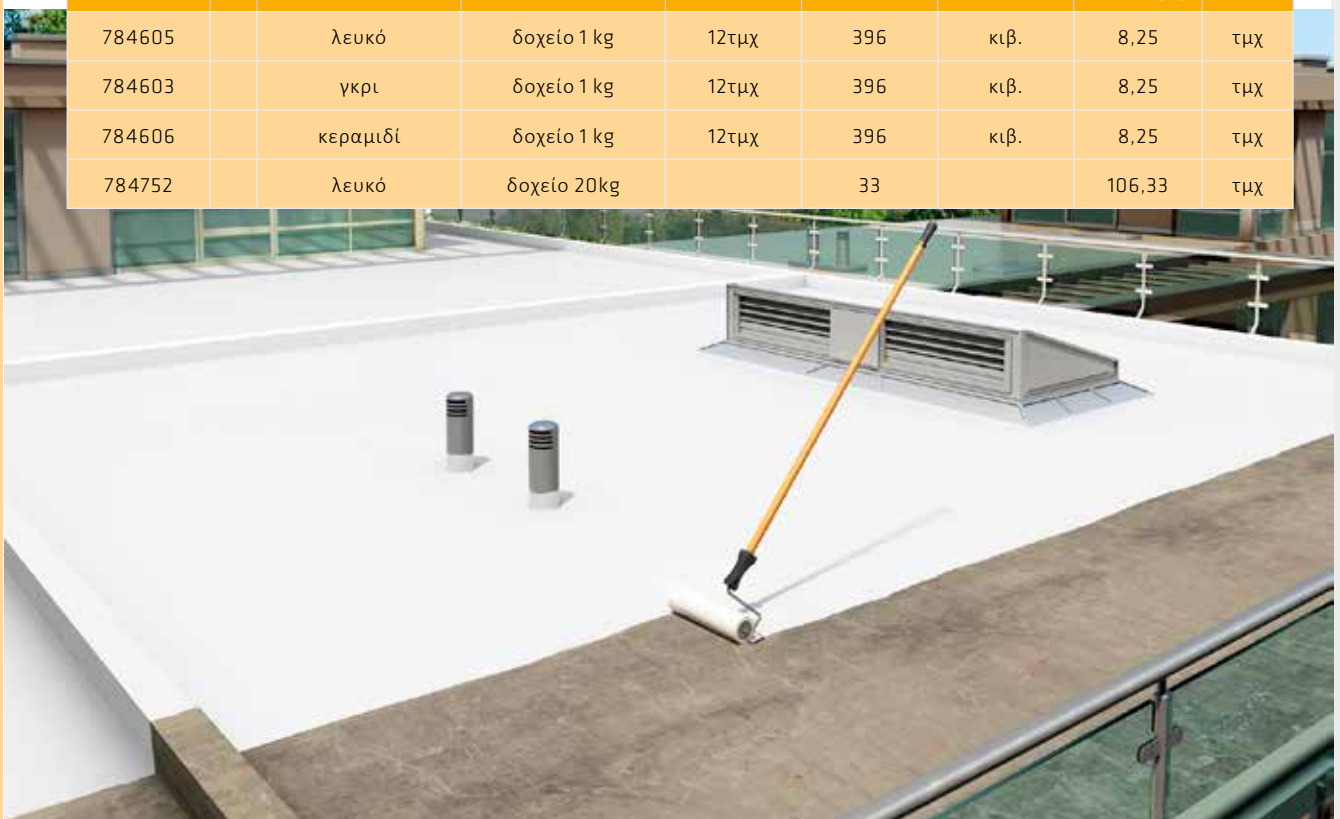 784605 λευκό δοχείο 1 kg 12τμχ 396 κιβ. 8,25 τμχ
784603 γκρι δοχείο 1 kg 12τμχ 396 κιβ. 8,25 τμχ
784606 κεραμιδί δοχείο 1 kg 12τμχ 396 κιβ. 8,25 τμχ
784752 λευκό δοχείο 20kg 33 106,33 τμχ